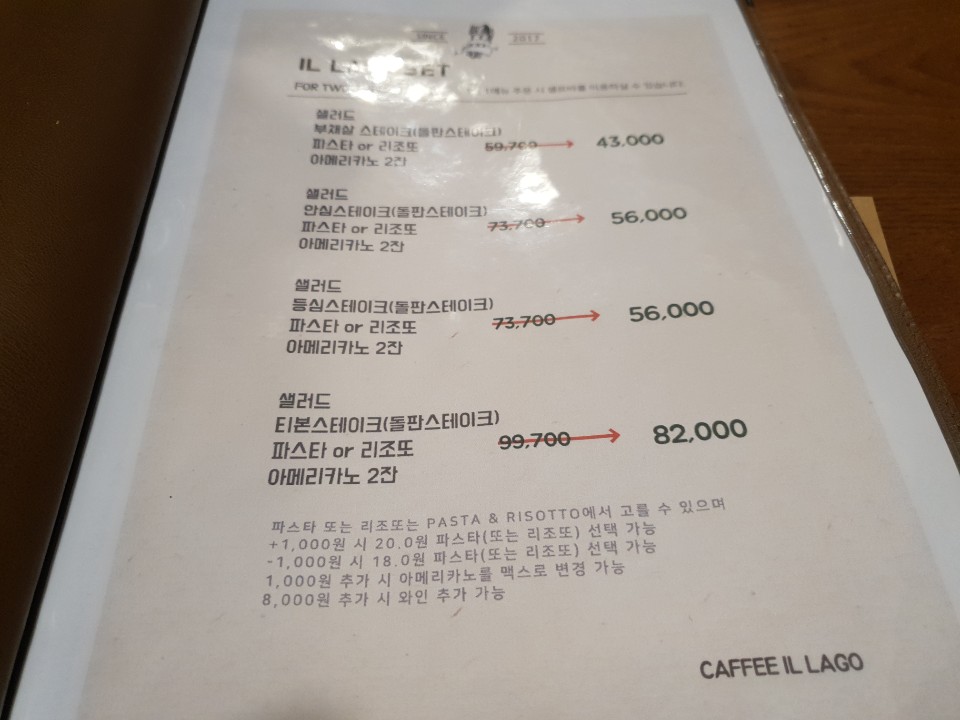 SINCE 2017
IL LAGO SET
FOR TWO
샐러드
부채살 스테이크(돌판스테이크)
파스타 or 리조또 59,700 → 43,000
아메리카노 2잔
샐러드
안심스테이크(돌판스테이크)
파스타 or 리조또 73,700 → 56,000
아메리카노 2잔
샐러드
등심스테이크(돌판스테이크)
파스타 or 리조또 73,700 → 56,000
아메리카노 2잔
샐러드
티본스테이크(돌판스테이크)
파스타 or 리조또 99,700 → 82,000
아메리카노 2잔
파스타 또는 리조또는 PASTA & RISOTTO에서 고를 수 있으며
+1,000원 시 20.0원 파스타(또는 리조또) 선택 가능
-1,000원 시 18.0원 파스타(또는 리조또) 선택 가능
1,000원 추가 시 아메리카노를 맥스로 변경 가능
8,000원 추가 시 와인 추가 가능
CAFFEE IL LAGO